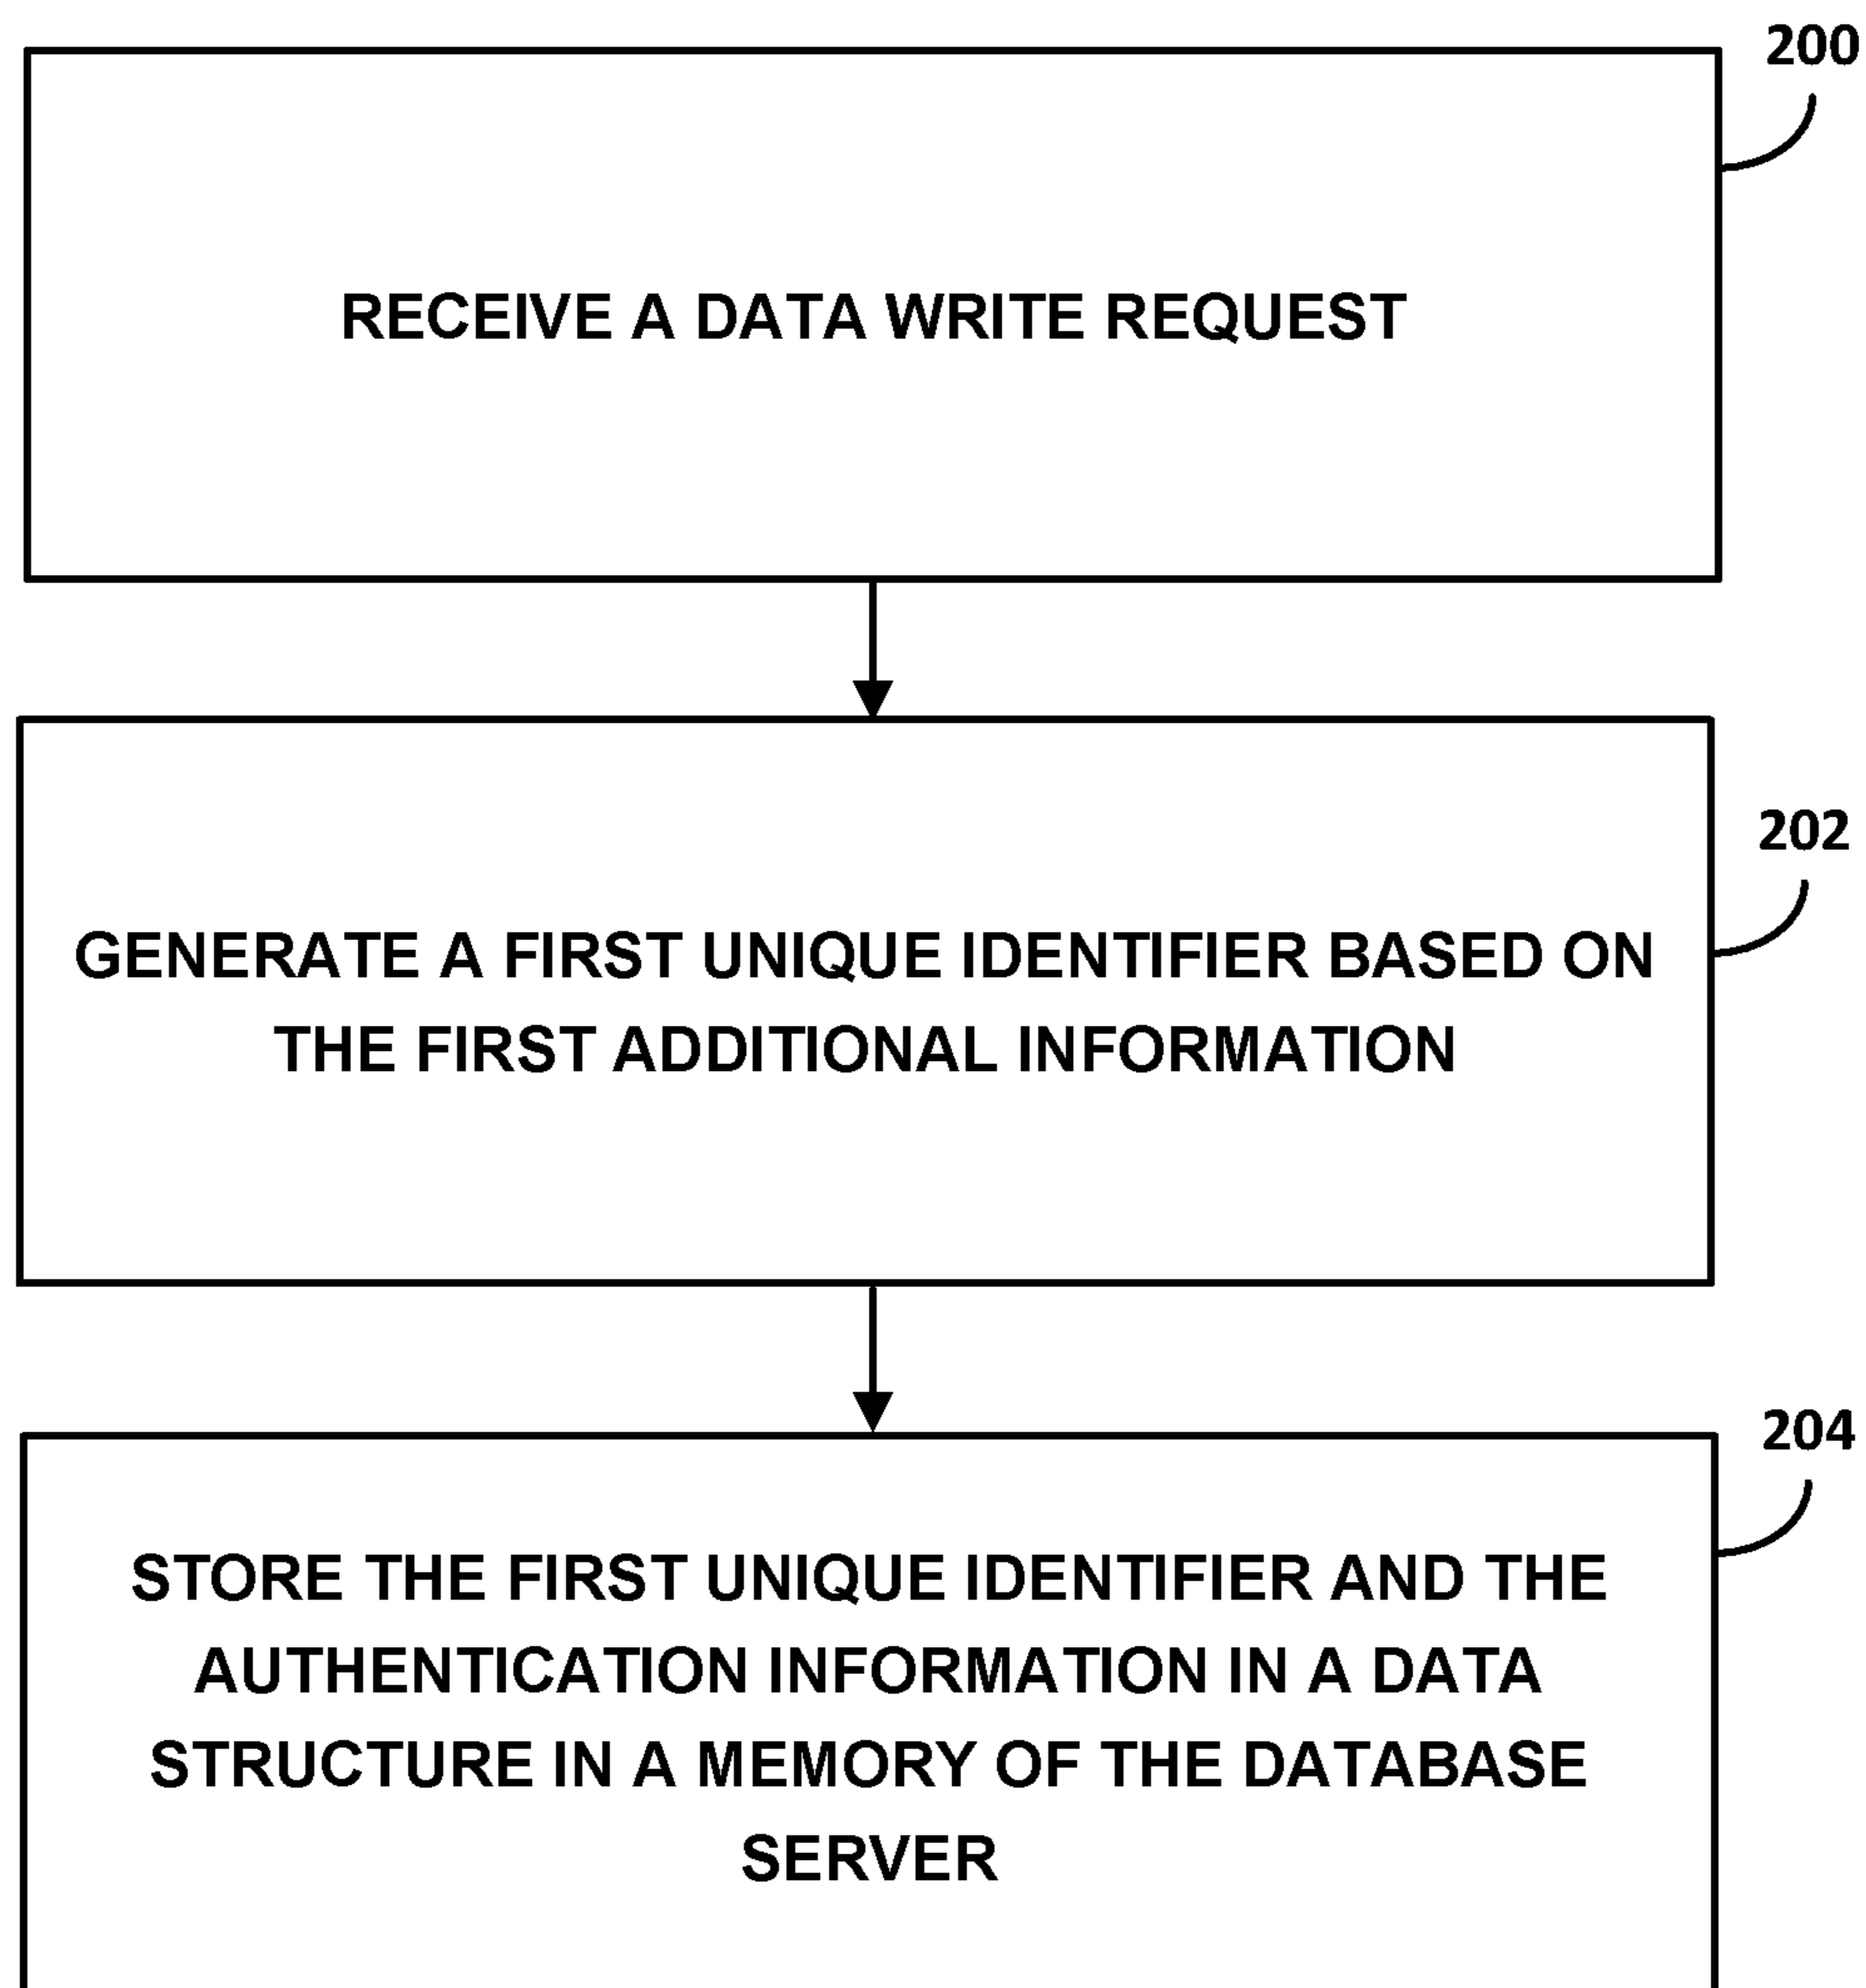 200
RECEIVE A DATA WRITE REQUEST
202
GENERATE A FIRST UNIQUE IDENTIFIER BASED ON
THE FIRST ADDITIONAL INFORMATION
204
STORE THE FIRST UNIQUE IDENTIFIER AND THE
AUTHENTICATION INFORMATION IN A DATA
STRUCTURE IN A MEMORY OF THE DATABASE
SERVER